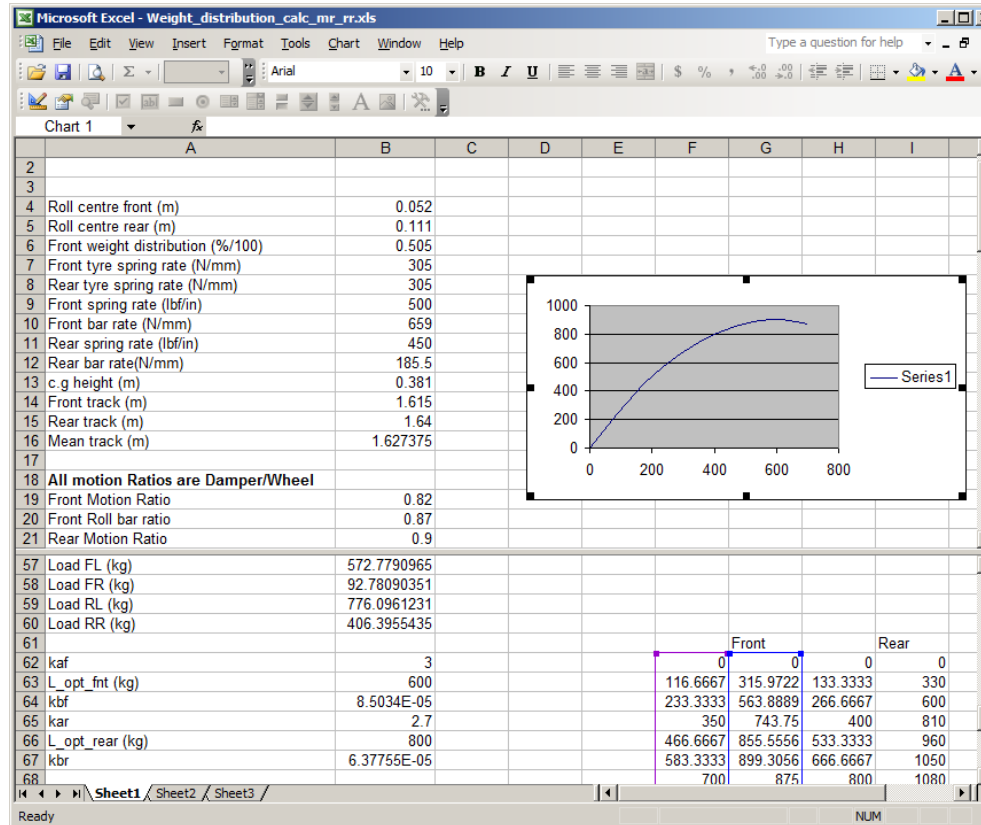 Microsoft Excel - Weight_distribution_calc_mr_rr.xls
File Edit View Insert Format Tools Chart Window Help Type a question for help
Arial 10 B I U $ %
Chart 1 fx
A B C D E F G H I
2
3
4 Roll centre front (m) 0.052
5 Roll centre rear (m) 0.111
6 Front weight distribution (%/100) 0.505
7 Front tyre spring rate (N/mm) 305
8 Rear tyre spring rate (N/mm) 305
9 Front spring rate (lbf/in) 500
10 Front bar rate (N/mm) 659
11 Rear spring rate (lbf/in) 450
12 Rear bar rate(N/mm) 185.5
13 c.g height (m) 0.381
14 Front track (m) 1.615
15 Rear track (m) 1.64
16 Mean track (m) 1.627375
17
18 All motion Ratios are Damper/Wheel
19 Front Motion Ratio 0.82
20 Front Roll bar ratio 0.87
21 Rear Motion Ratio 0.9
1000
800
600
400
200
0
0 200 400 600 800
Series1
57 Load FL (kg) 572.7790965
58 Load FR (kg) 92.78090351
59 Load RL (kg) 776.0961231
60 Load RR (kg) 406.3955435
61 Front Rear
62 kaf 3 0 0 0 0
63 L_opt_fnt (kg) 600 116.6667 315.9722 133.3333 330
64 kbf 8.5034E-05 233.3333 563.8889 266.6667 600
65 kar 2.7 350 743.75 400 810
66 L_opt_rear (kg) 800 466.6667 855.5556 533.3333 960
67 kbr 6.37755E-05 583.3333 899.3056 666.6667 1050
68 700 875 800 1080
Sheet1 Sheet2 Sheet3
Ready NUM